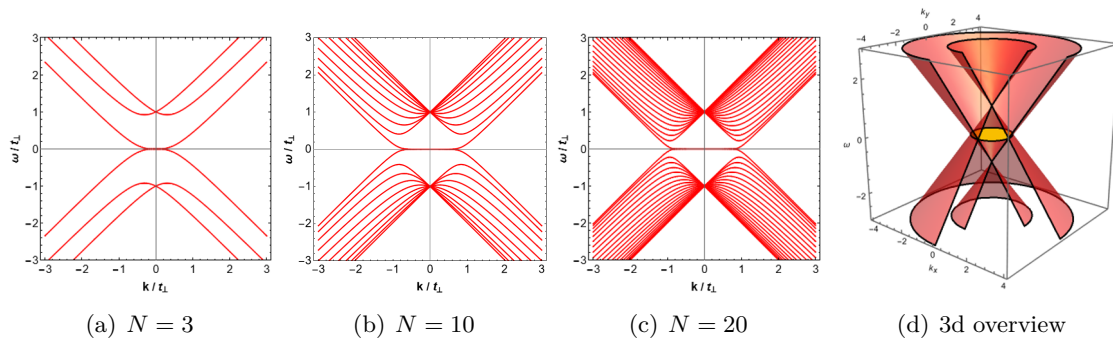 3
2
1
0
−1
−2
−3
ω / t⊥
−3 −2 −1 0 1 2 3
k / t⊥
(a) N = 3
3
2
1
0
−1
−2
−3
ω / t⊥
−3 −2 −1 0 1 2 3
k / t⊥
(b) N = 10
3
2
1
0
−1
−2
−3
ω / t⊥
−3 −2 −1 0 1 2 3
k / t⊥
(c) N = 20
k_y
−4 −2 0 2 4
2
0
−2
ω
−4 −2 0 2 4
k_x
(d) 3d overview